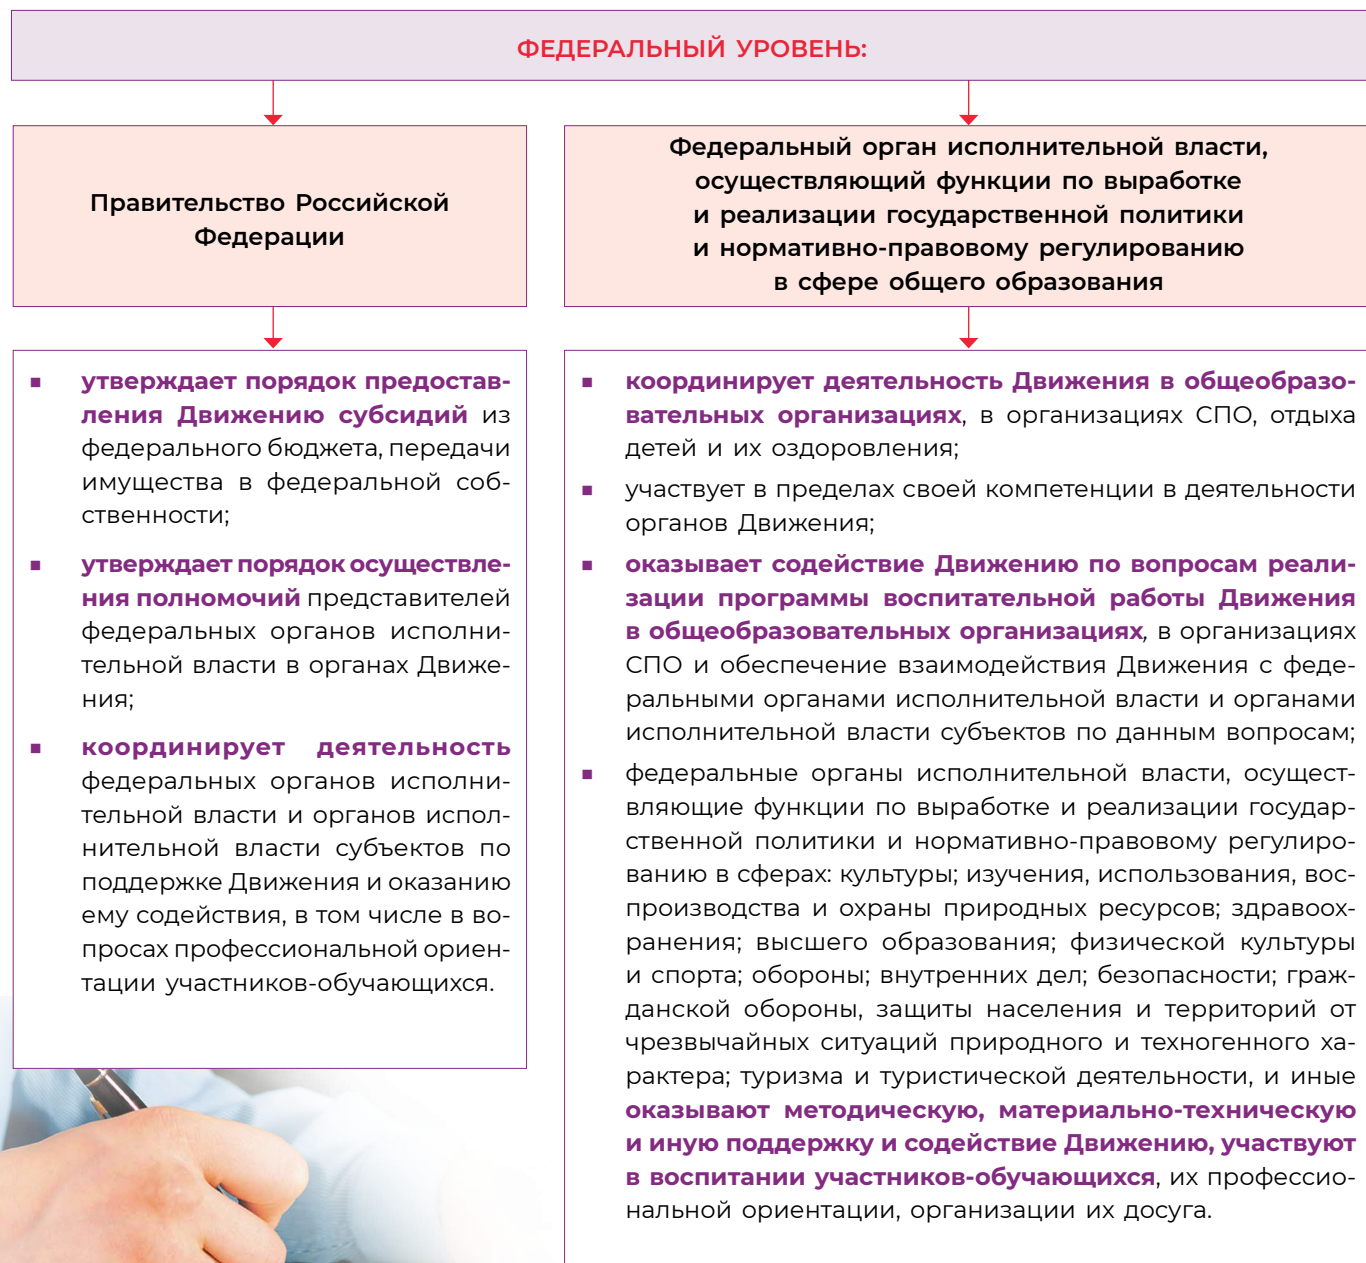 ФЕДЕРАЛЬНЫЙ УРОВЕНЬ:
Правительство Российской
Федерации
■ утверждает порядок предостав-
ления Движению субсидий из
федерального бюджета, передачи
имущества в федеральной соб-
ственности;
■ утверждает порядок осуществле-
ния полномочий представителей
федеральных органов исполни-
тельной власти в органах Движе-
ния;
■ координирует деятельность
федеральных органов исполни-
тельной власти и органов испол-
нительной власти субъектов по
поддержке Движения и оказанию
ему содействия, в том числе в во-
просах профессиональной ориен-
тации участников-обучающихся.
Федеральный орган исполнительной власти,
осуществляющий функции по выработке
и реализации государственной политики
и нормативно-правовому регулированию
в сфере общего образования
■ координирует деятельность Движения в общеобразо-
вательных организациях, в организациях СПО, отдыха
детей и их оздоровления;
■ участвует в пределах своей компетенции в деятельности
органов Движения;
■ оказывает содействие Движению по вопросам реали-
зации программы воспитательной работы Движения
в общеобразовательных организациях, в организациях
СПО и обеспечение взаимодействия Движения с феде-
ральными органами исполнительной власти и органами
исполнительной власти субъектов по данным вопросам;
■ федеральные органы исполнительной власти, осущест-
вляющие функции по выработке и реализации государ-
ственной политики и нормативно-правовому регулиро-
ванию в сферах: культуры; изучения, использования, вос-
производства и охраны природных ресурсов; здравоох-
ранения; высшего образования; физической культуры
и спорта; обороны; внутренних дел; безопасности; граж-
данской обороны, защиты населения и территорий от
чрезвычайных ситуаций природного и техногенного ха-
рактера; туризма и туристической деятельности, и иные
оказывают методическую, материально-техническую
и иную поддержку и содействие Движению, участвуют
в воспитании участников-обучающихся, их профессио-
нальной ориентации, организации их досуга.